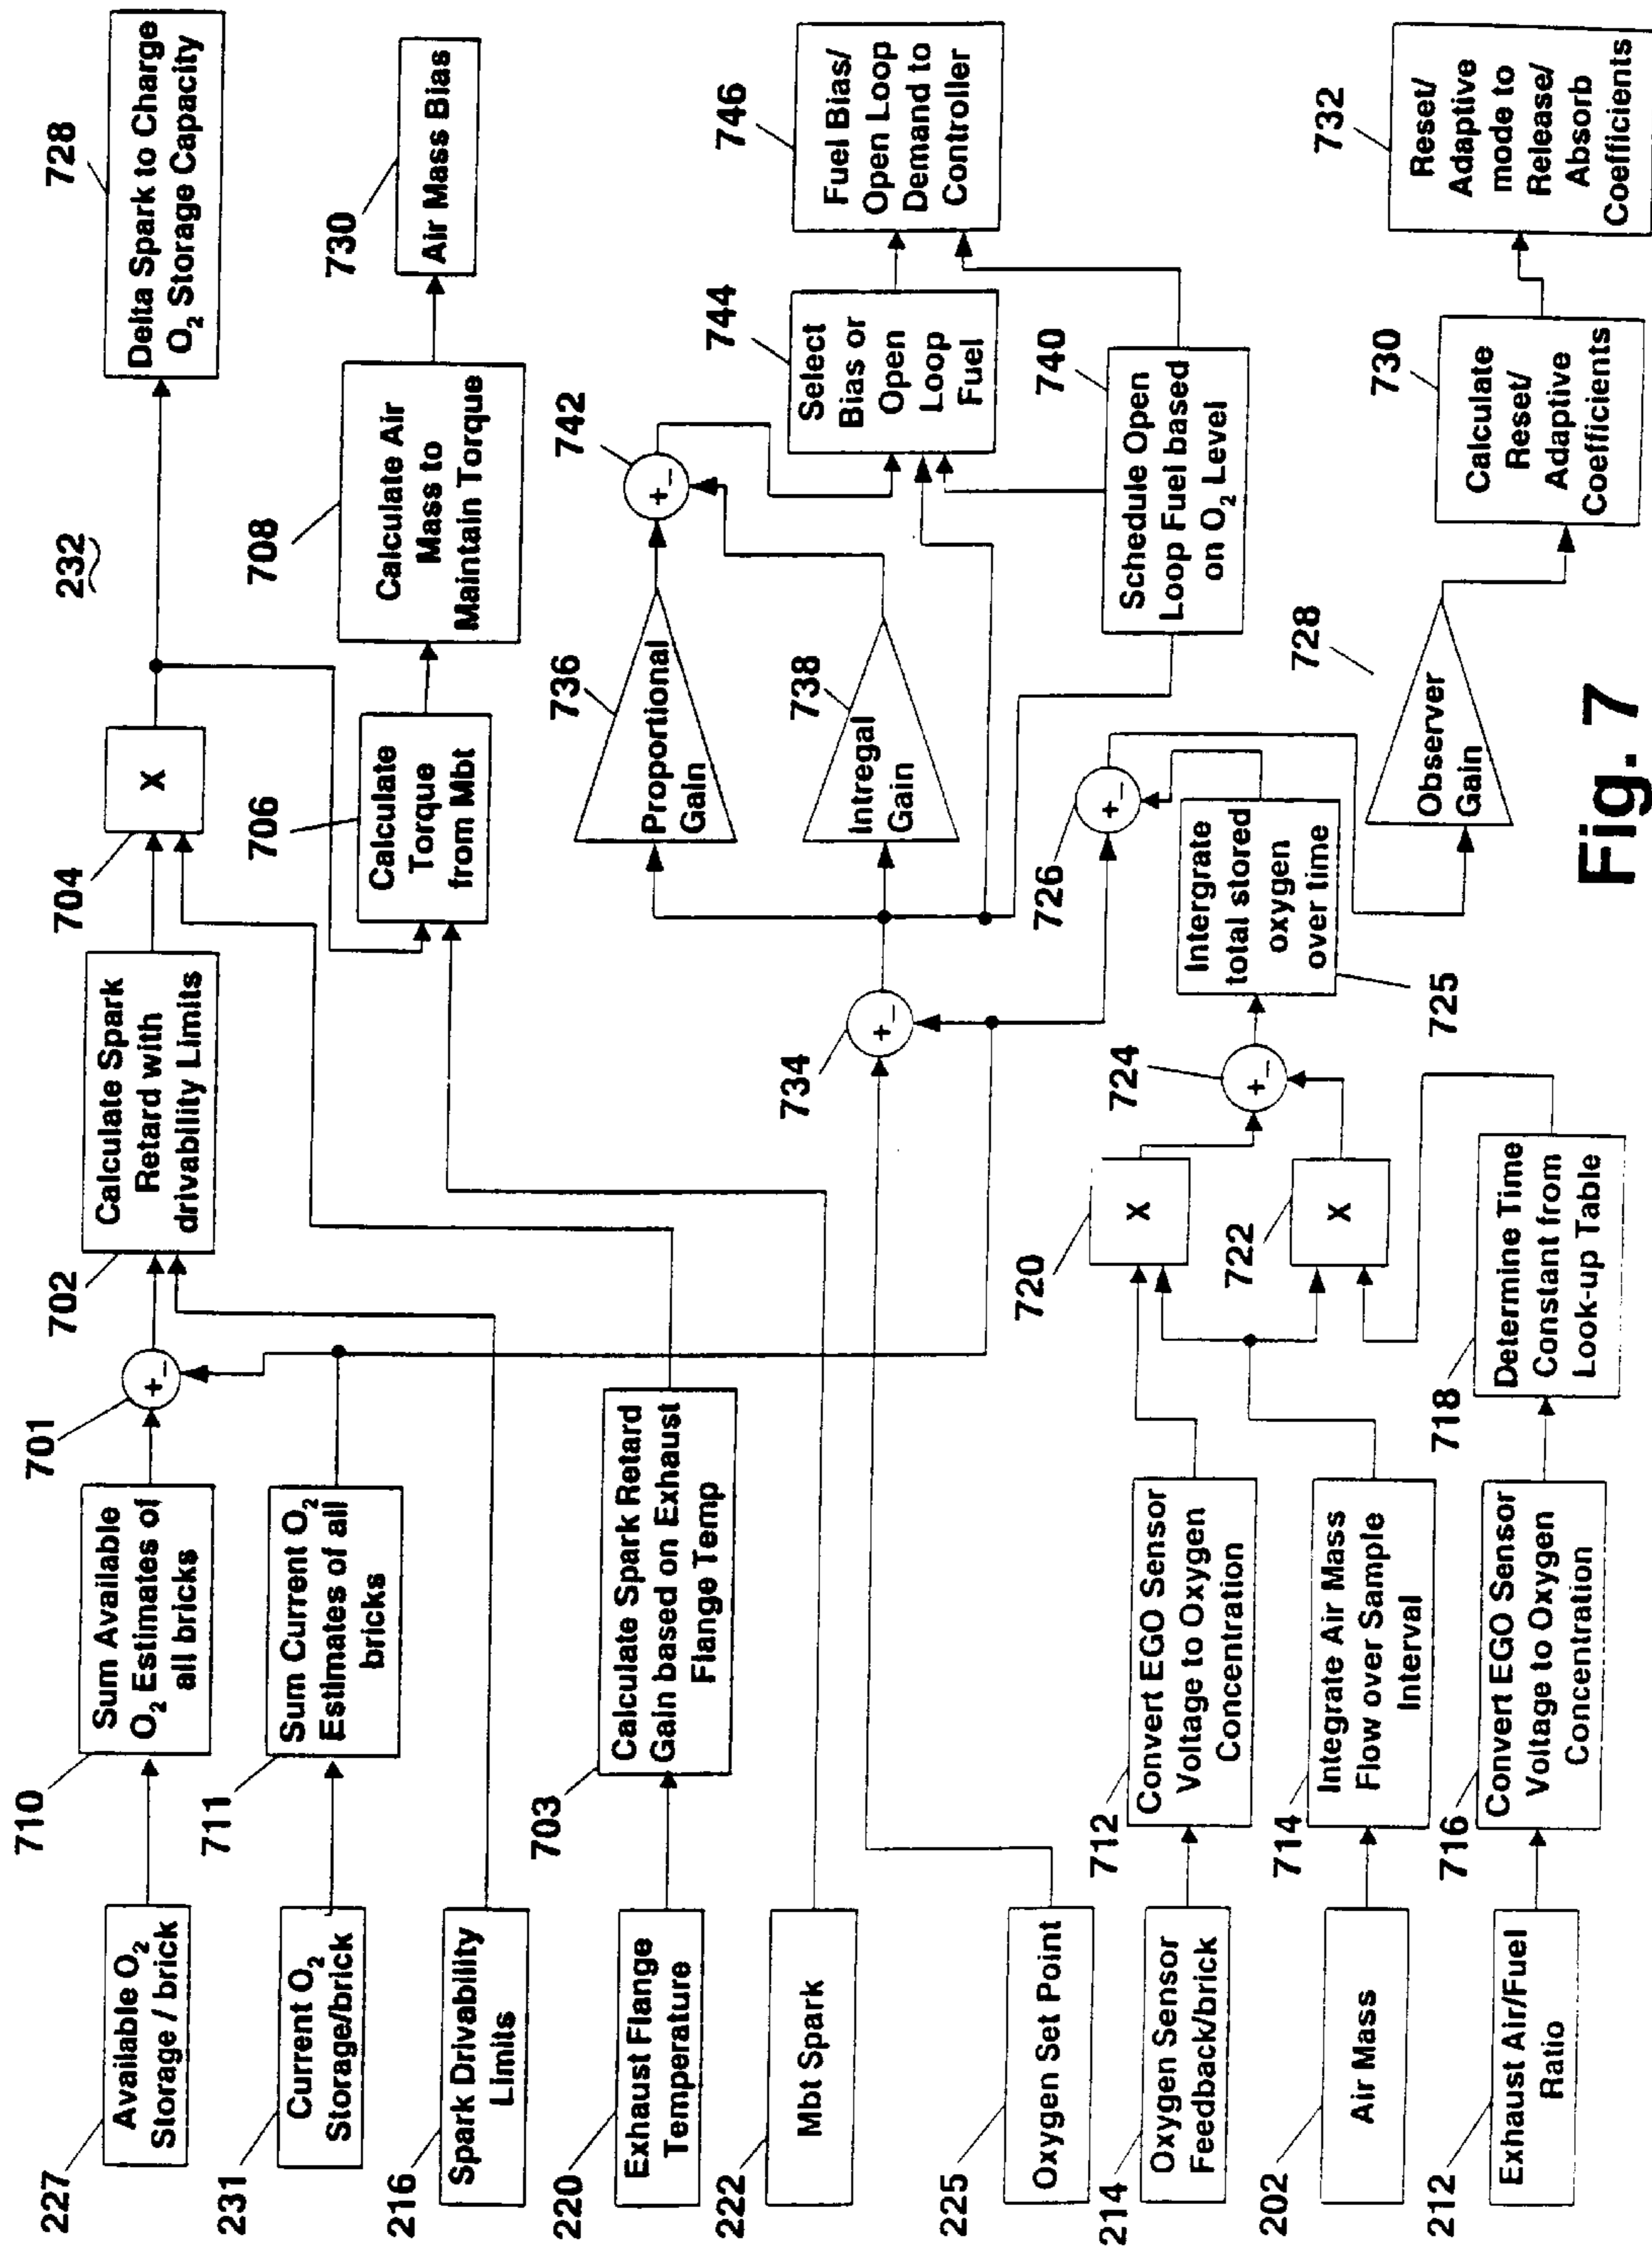 232
227
Available O₂
Storage / brick
710
Sum Available
O₂ Estimates of
all bricks
701
+
-
702
Calculate Spark
Retard with
drivability Limits
704
X
728
Delta Spark to Charge
O₂ Storage Capacity
231
Current O₂
Storage/brick
711
Sum Current O₂
Estimates of all
bricks
216
Spark Drivability
Limits
706
Calculate
Torque
from Mbt
708
Calculate Air
Mass to
Maintain Torque
730
Air Mass Bias
220
Exhaust Flange
Temperature
703
Calculate Spark Retard
Gain based on Exhaust
Flange Temp
222
Mbt Spark
736
Proportional
Gain
742
+
-
744
Select
Bias or
Open
Loop
Fuel
746
Fuel Bias/
Open Loop
Demand to
Controller
225
Oxygen Set Point
734
+
-
738
Intregal
Gain
740
Schedule Open
Loop Fuel based
on O₂ Level
214
Oxygen Sensor
Feedback/brick
712
Convert EGO Sensor
Voltage to Oxygen
Concentration
720
X
724
+
-
725
Intergrate
total stored
oxygen
over time
726
+
-
202
Air Mass
714
Integrate Air Mass
Flow over Sample
Interval
722
X
728
Observer
Gain
730
Calculate
Reset/
Adaptive
Coefficients
732
Reset/
Adaptive
mode to
Release/
Absorb
Coefficients
212
Exhaust Air/Fuel
Ratio
716
Convert EGO Sensor
Voltage to Oxygen
Concentration
718
Determine Time
Constant from
Look-up Table
Fig. 7